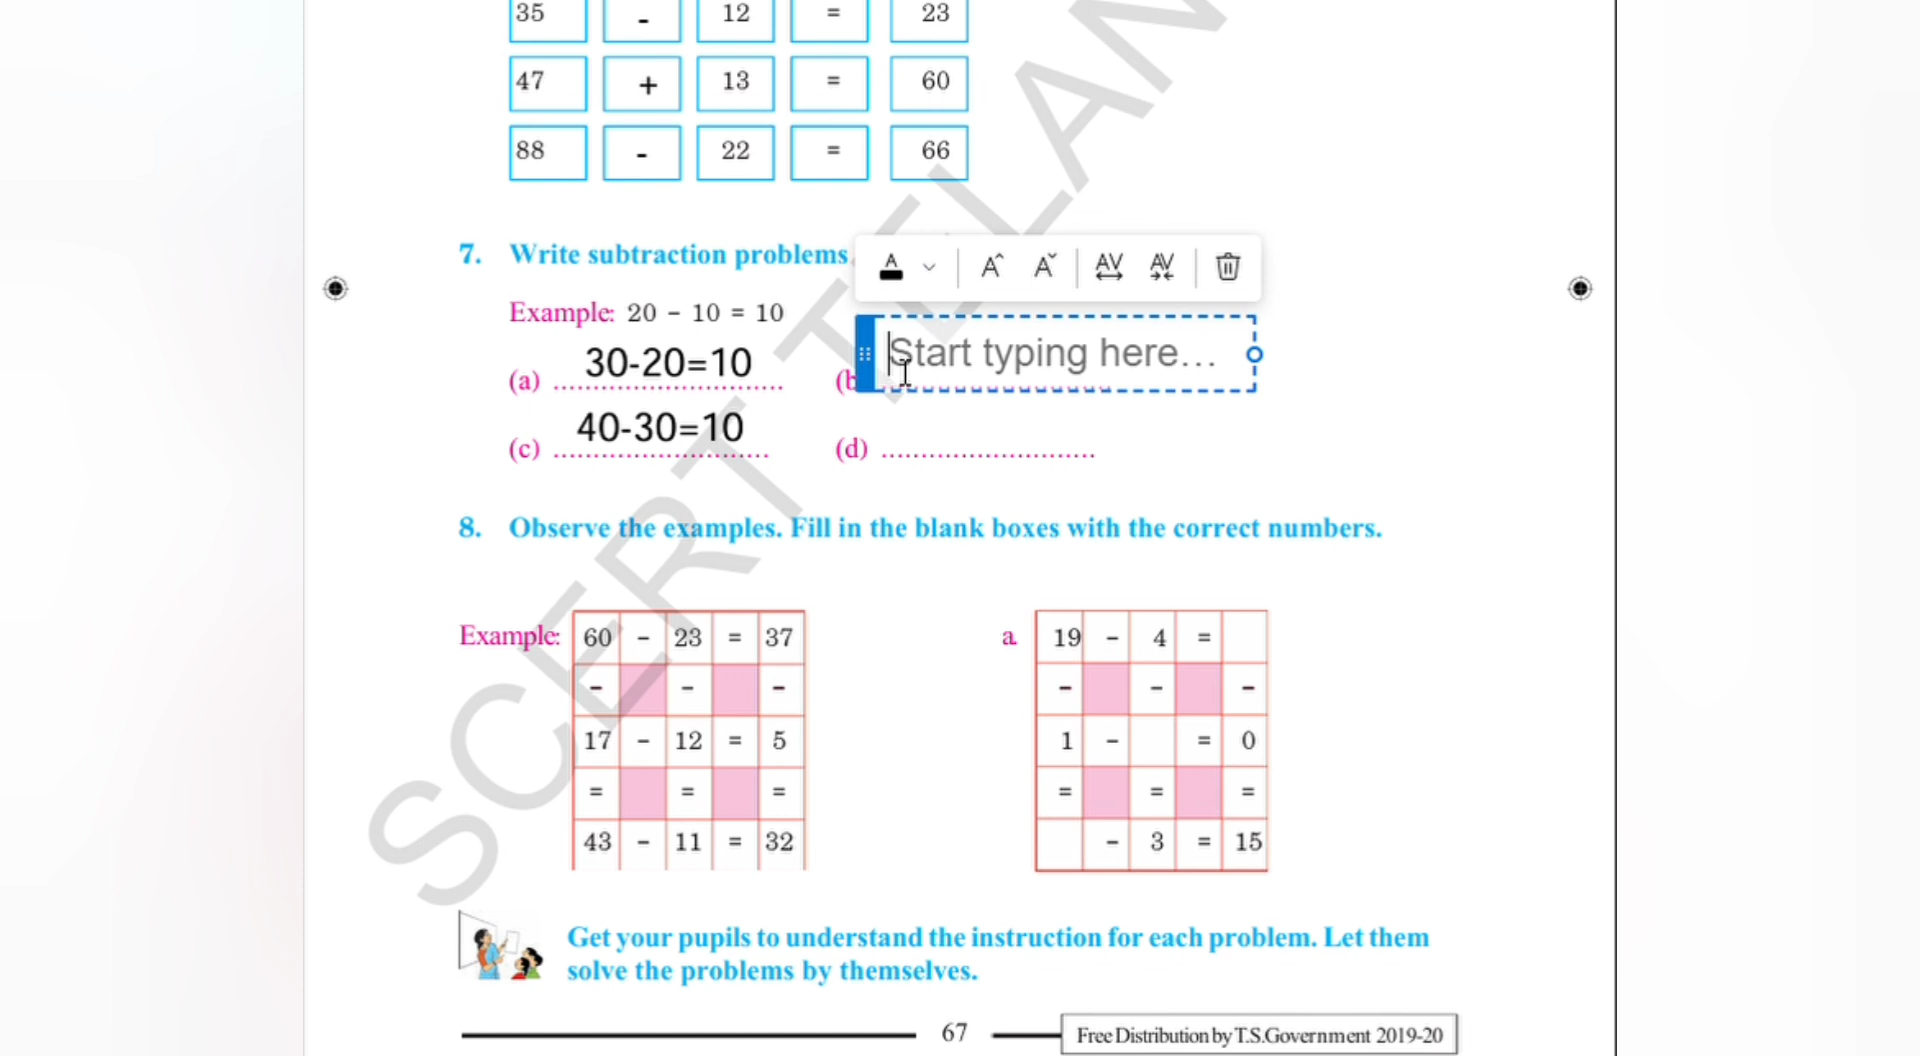 35 - 12 = 23
47 + 13 = 60
88 - 22 = 66
7. Write subtraction problems
Example: 20 - 10 = 10
(a) 30-20=10
(b Start typing here...
(c) 40-30=10 (d) ...........................
8. Observe the examples. Fill in the blank boxes with the correct numbers.
Example: 60 - 23 = 37
- - -
17 - 12 = 5
= = =
43 - 11 = 32
a 19 - 4 =
- - -
1 - = 0
= = =
- 3 = 15
Get your pupils to understand the instruction for each problem. Let them
solve the problems by themselves.
67
Free Distribution by T.S.Government 2019-20
SCERT TELAN